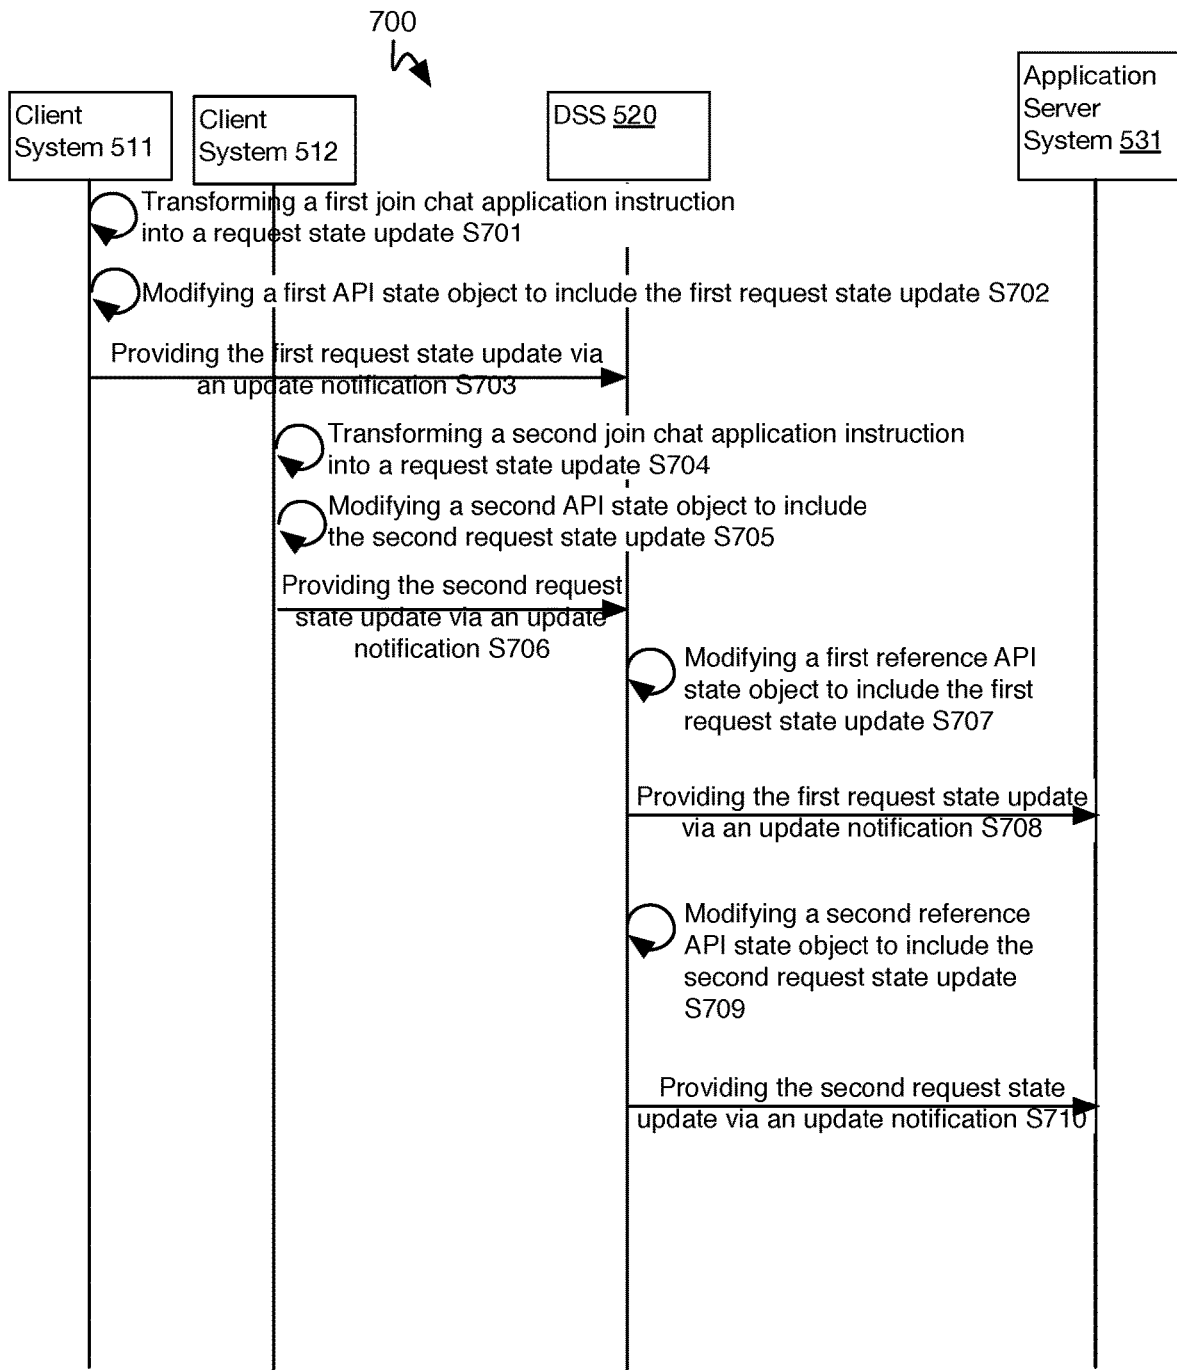 700
Client
System 511
Client
System 512
DSS 520
Application
Server
System 531
Transforming a first join chat application instruction
into a request state update S701
Modifying a first API state object to include the first request state update S702
Providing the first request state update via
an update notification S703
Transforming a second join chat application instruction
into a request state update S704
Modifying a second API state object to include
the second request state update S705
Providing the second request
state update via an update
notification S706
Modifying a first reference API
state object to include the first
request state update S707
Providing the first request state update
via an update notification S708
Modifying a second reference
API state object to include the
second request state update
S709
Providing the second request state
update via an update notification S710